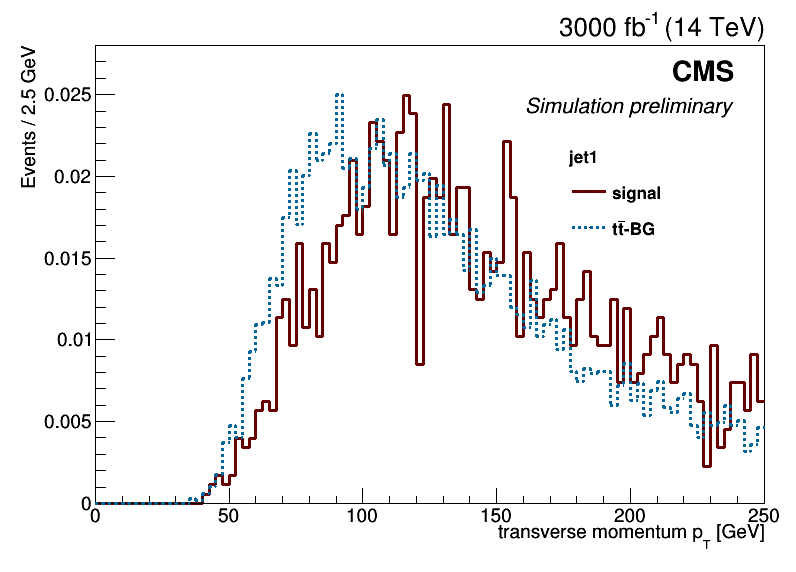 3000 fb⁻¹ (14 TeV)
Events / 2.5 GeV
CMS
Simulation preliminary
jet1
signal
tt̄-BG
0.025
0.02
0.015
0.01
0.005
0
0 50 100 150 200 250
transverse momentum p_T [GeV]